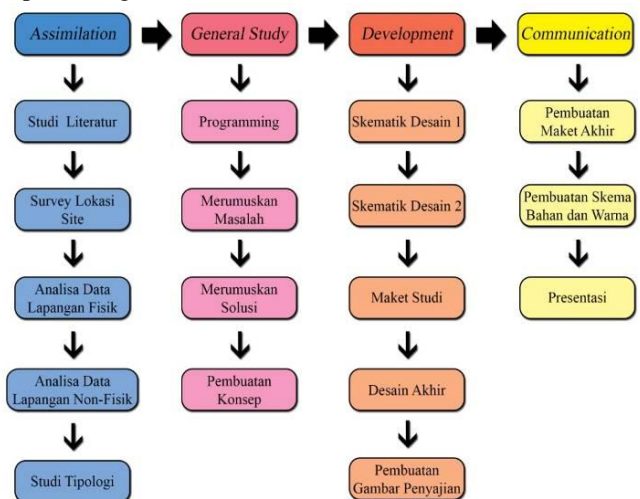 Assimilation
General Study
Development
Communication
Studi Literatur
Survey Lokasi
Site
Analisa Data
Lapangan Fisik
Analisa Data
Lapangan Non-Fisik
Studi Tipologi
Programming
Merumuskan
Masalah
Merumuskan
Solusi
Pembuatan
Konsep
Skematik Desain 1
Skematik Desain 2
Maket Studi
Desain Akhir
Pembuatan
Gambar Penyajian
Pembuatan
Maket Akhir
Pembuatan Skema
Bahan dan Warna
Presentasi